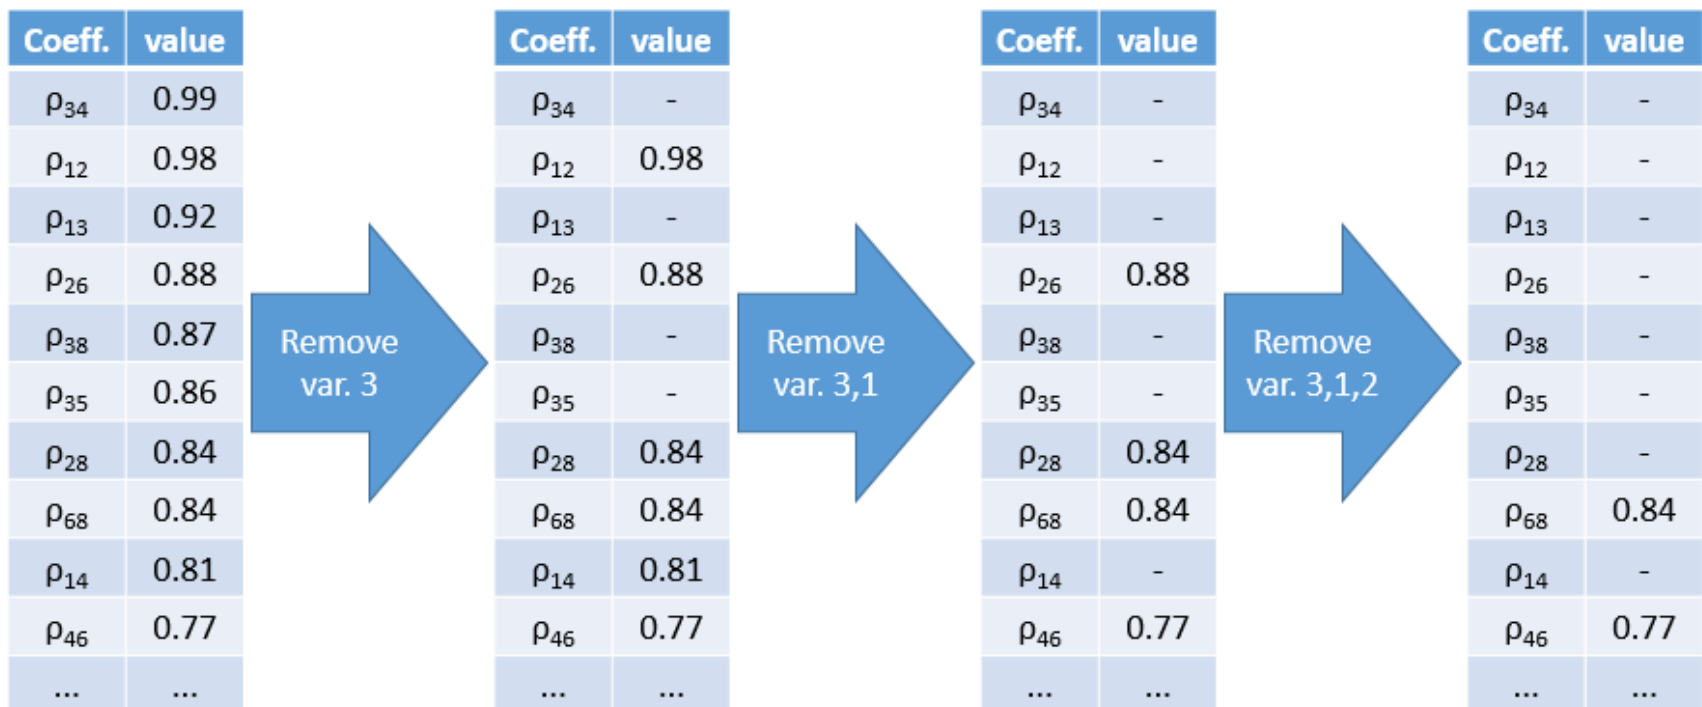 Coeff. value
ρ34 0.99
ρ12 0.98
ρ13 0.92
ρ26 0.88
ρ38 0.87
ρ35 0.86
ρ28 0.84
ρ68 0.84
ρ14 0.81
ρ46 0.77
... ...
Remove
var. 3
Coeff. value
ρ34 -
ρ12 0.98
ρ13 -
ρ26 0.88
ρ38 -
ρ35 -
ρ28 0.84
ρ68 0.84
ρ14 0.81
ρ46 0.77
... ...
Remove
var. 3,1
Coeff. value
ρ34 -
ρ12 -
ρ13 -
ρ26 0.88
ρ38 -
ρ35 -
ρ28 0.84
ρ68 0.84
ρ14 -
ρ46 0.77
... ...
Remove
var. 3,1,2
Coeff. value
ρ34 -
ρ12 -
ρ13 -
ρ26 -
ρ38 -
ρ35 -
ρ28 -
ρ68 0.84
ρ14 -
ρ46 0.77
... ...